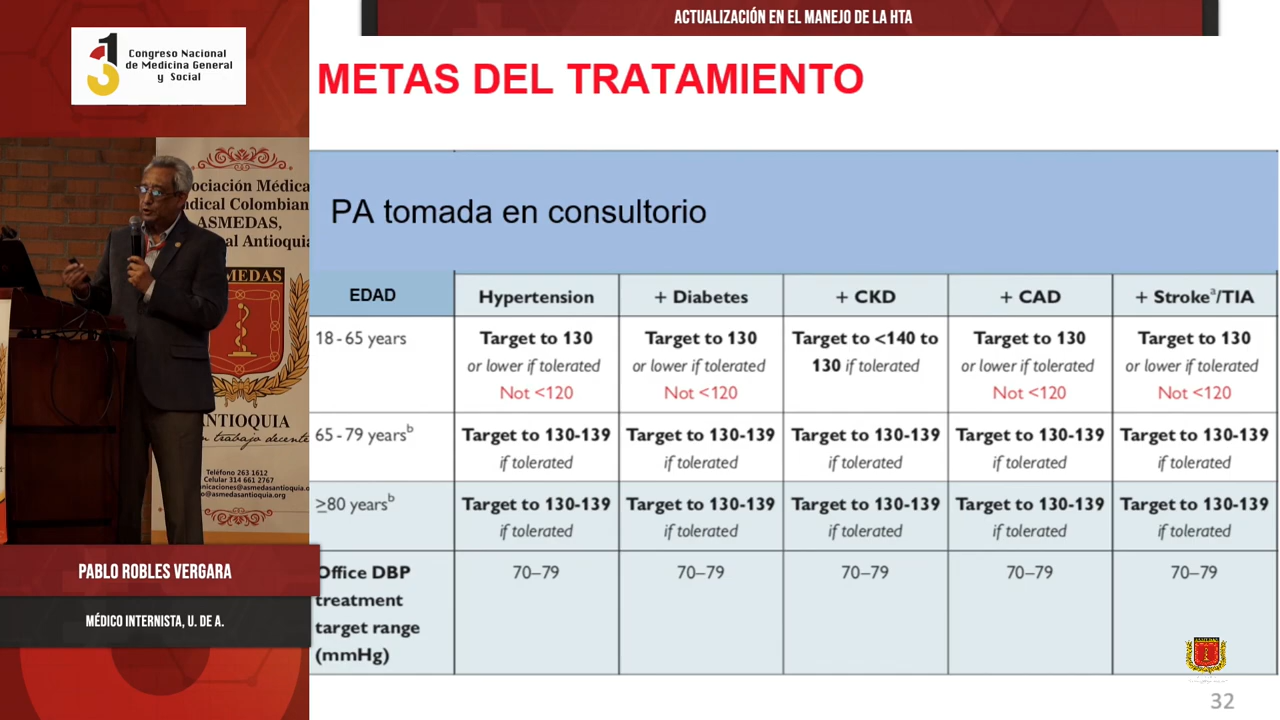 ACTUALIZACIÓN EN EL MANEJO DE LA HTA
Congreso Nacional
de Medicina General
y Social
METAS DEL TRATAMIENTO
PA tomada en consultorio
EDAD Hypertension + Diabetes + CKD + CAD + Strokeᵃ/TIA
18 - 65 years Target to 130 Target to 130 Target to <140 to Target to 130 Target to 130
or lower if tolerated or lower if tolerated 130 if tolerated or lower if tolerated or lower if tolerated
Not <120 Not <120 Not <120 Not <120
65 - 79 yearsᵇ Target to 130-139 Target to 130-139 Target to 130-139 Target to 130-139 Target to 130-139
if tolerated if tolerated if tolerated if tolerated if tolerated
≥80 yearsᵇ Target to 130-139 Target to 130-139 Target to 130-139 Target to 130-139 Target to 130-139
if tolerated if tolerated if tolerated if tolerated if tolerated
Office DBP 70–79 70–79 70–79 70–79 70–79
treatment
target range
(mmHg)
32
ociación Médica
dical Colombian
ASMEDAS,
al Antioquia
MEDAS
ANTIOQUIA
trabajo decente
Teléfono 263 1612
Celular 314 661 2767
nicaciones@asmedasantioquia.o
o@asmedasantioquia.org
PABLO ROBLES VERGARA
MÉDICO INTERNISTA, U. DE A.